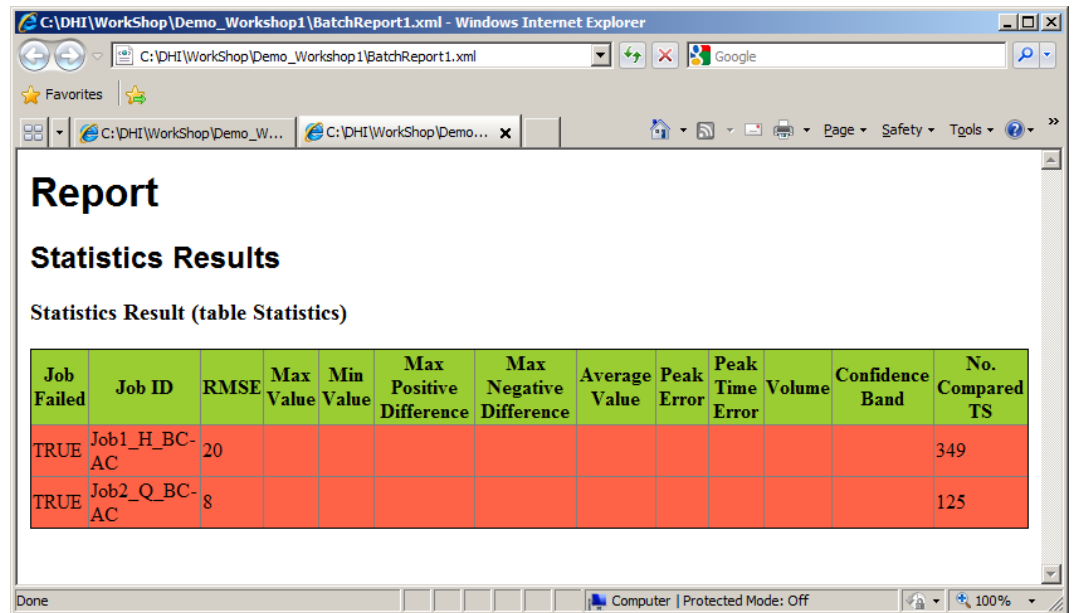 C:\DHI\WorkShop\Demo_Workshop1\BatchReport1.xml - Windows Internet Explorer
C:\DHI\WorkShop\Demo_Workshop1\BatchReport1.xml
Google
Favorites
C:\DHI\WorkShop\Demo_W...
C:\DHI\WorkShop\Demo...
Page
Safety
Tools
»
Report
Statistics Results
Statistics Result (table Statistics)
Job Failed
Job ID
RMSE
Max Value
Min Value
Max Positive Difference
Max Negative Difference
Average Value
Peak Error
Peak Time Error
Volume
Confidence Band
No. Compared TS
TRUE
Job1_H_BC-AC
20
349
TRUE
Job2_Q_BC-AC
8
125
Done
Computer | Protected Mode: Off
100%